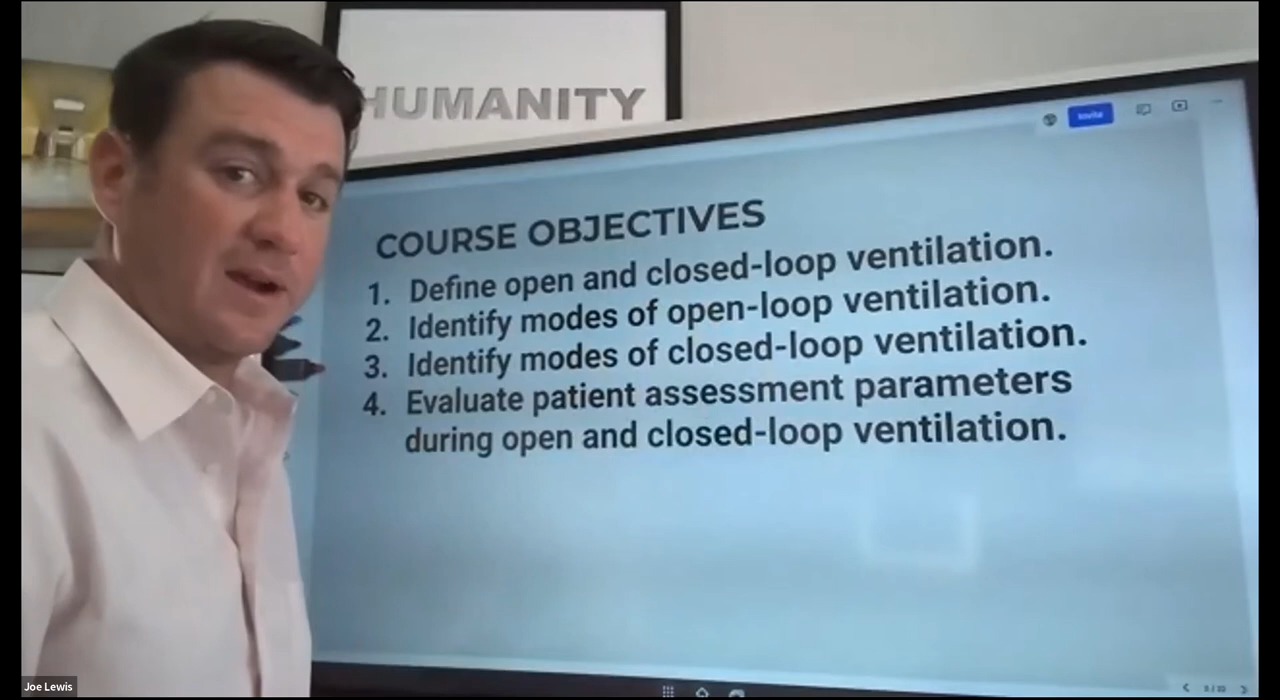 HUMANITY
Invite
COURSE OBJECTIVES
1. Define open and closed-loop ventilation.
2. Identify modes of open-loop ventilation.
3. Identify modes of closed-loop ventilation.
4. Evaluate patient assessment parameters
during open and closed-loop ventilation.
Joe Lewis